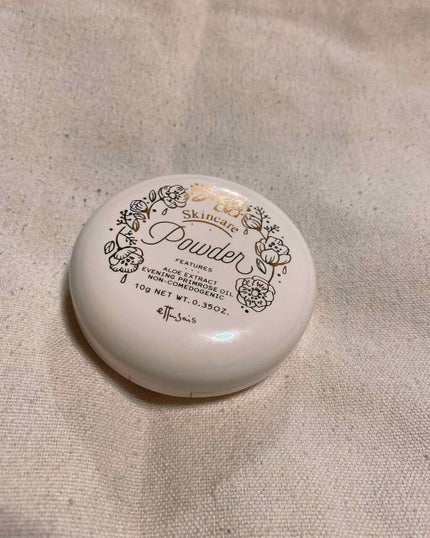 Skincare
Powder
FEATURES
ALOE EXTRACT
EVENING PRIMROSE OIL
NON-COMEDOGENIC
10g NET WT. 0.35OZ.
ettusais